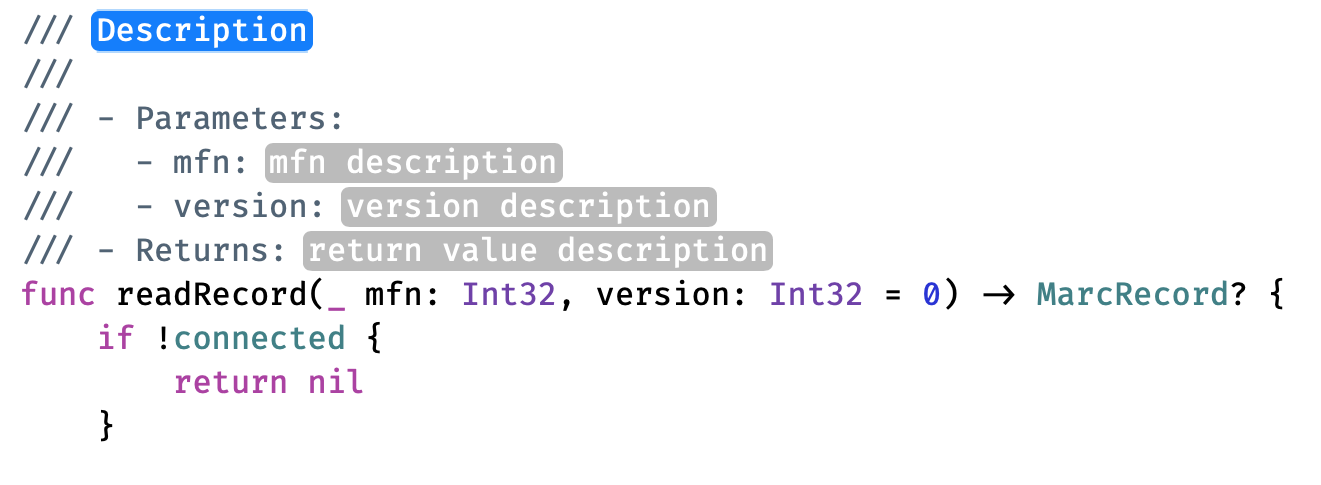 /// Description
///
/// - Parameters:
///   - mfn: mfn description
///   - version: version description
/// - Returns: return value description
func readRecord(_ mfn: Int32, version: Int32 = 0) -> MarcRecord? {
    if !connected {
        return nil
    }